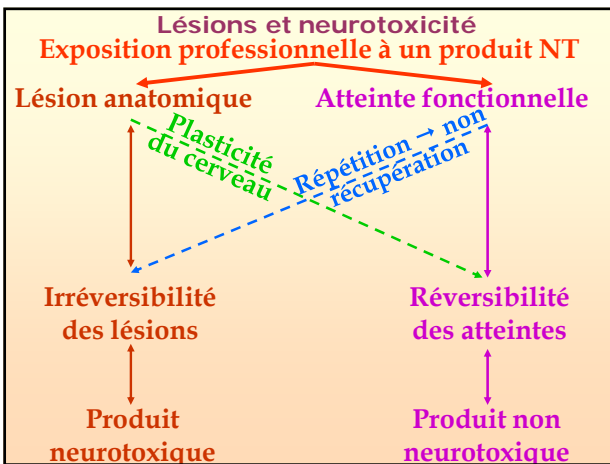 Lésions et neurotoxicité
Exposition professionnelle à un produit NT
Lésion anatomique
Atteinte fonctionnelle
Plasticité
du cerveau
Répétition → non
récupération
Irréversibilité
des lésions
Réversibilité
des atteintes
Produit
neurotoxique
Produit non
neurotoxique